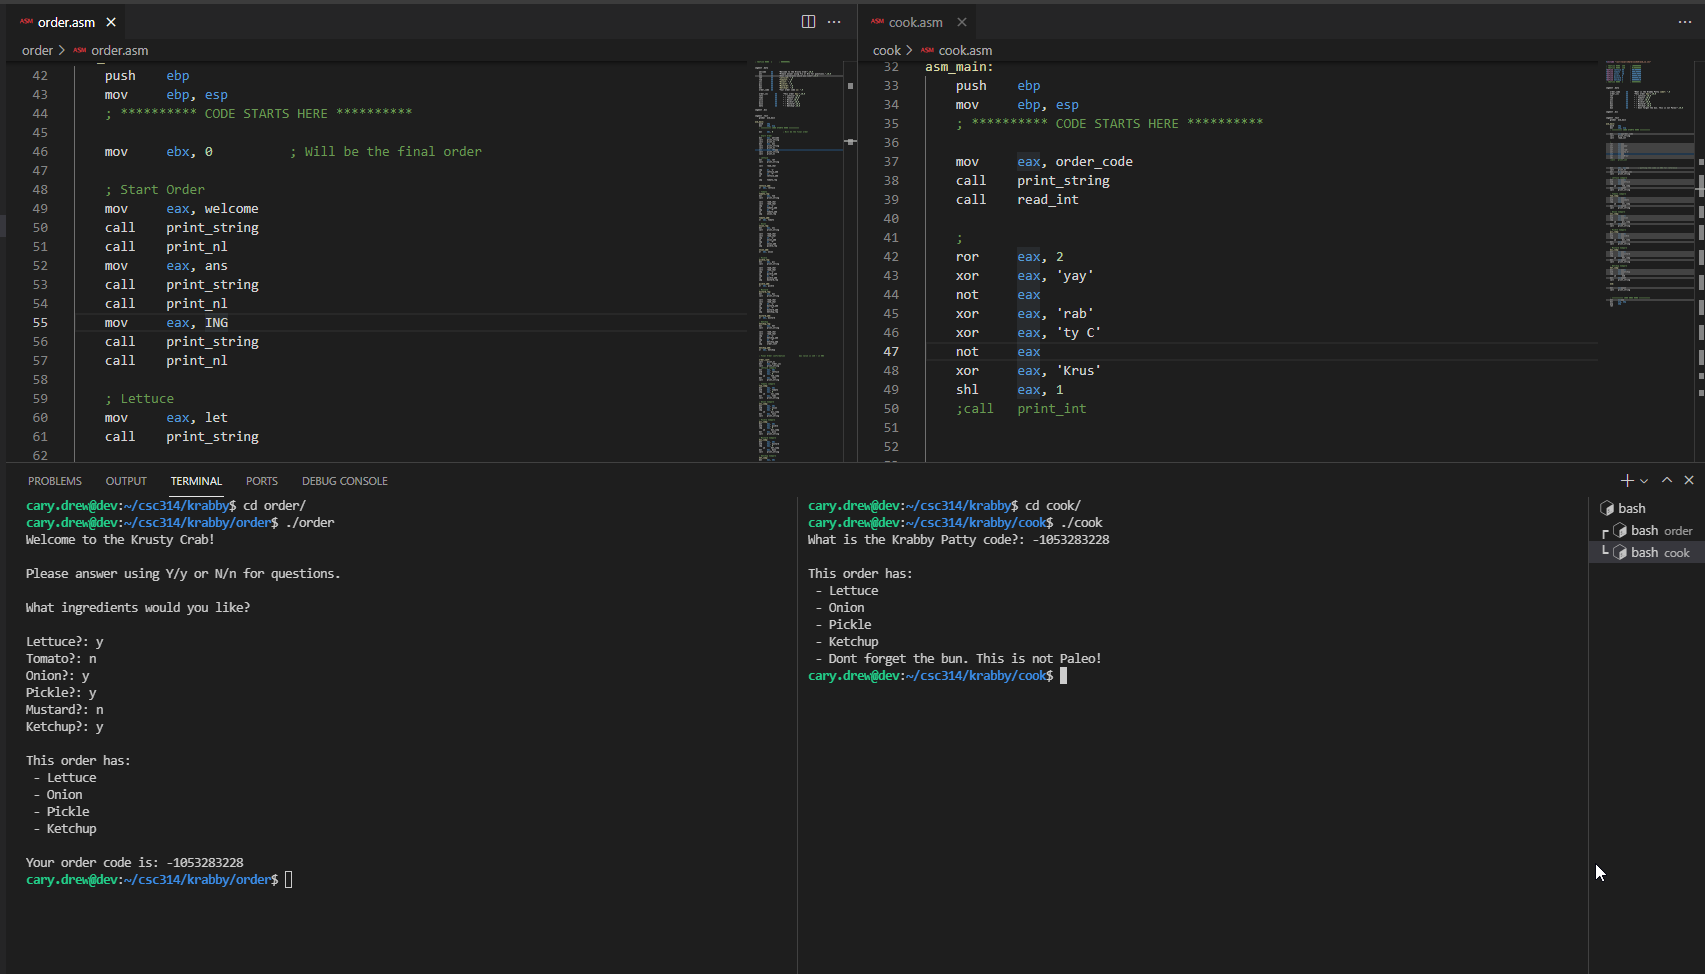 ASM order.asm
order > ASM order.asm
42 push ebp
43 mov ebp, esp
44 ; ********** CODE STARTS HERE **********
45
46 mov ebx, 0 ; Will be the final order
47
48 ; Start Order
49 mov eax, welcome
50 call print_string
51 call print_nl
52 mov eax, ans
53 call print_string
54 call print_nl
55 mov eax, ING
56 call print_string
57 call print_nl
58
59 ; Lettuce
60 mov eax, let
61 call print_string
62
ASM cook.asm
cook > ASM cook.asm
32 asm_main:
33 push ebp
34 mov ebp, esp
35 ; ********** CODE STARTS HERE **********
36
37 mov eax, order_code
38 call print_string
39 call read_int
40
41 ;
42 ror eax, 2
43 xor eax, 'yay'
44 not eax
45 xor eax, 'rab'
46 xor eax, 'ty C'
47 not eax
48 xor eax, 'Krus'
49 shl eax, 1
50 ;call print_int
51
52
PROBLEMS OUTPUT TERMINAL PORTS DEBUG CONSOLE
cary.drew@dev:~/csc314/krabby$ cd order/
cary.drew@dev:~/csc314/krabby/order$ ./order
Welcome to the Krusty Crab!
Please answer using Y/y or N/n for questions.
What ingredients would you like?
Lettuce?: y
Tomato?: n
Onion?: y
Pickle?: y
Mustard?: n
Ketchup?: y
This order has:
- Lettuce
- Onion
- Pickle
- Ketchup
Your order code is: -1053283228
cary.drew@dev:~/csc314/krabby/order$
cary.drew@dev:~/csc314/krabby$ cd cook/
cary.drew@dev:~/csc314/krabby/cook$ ./cook
What is the Krabby Patty code?: -1053283228
This order has:
- Lettuce
- Onion
- Pickle
- Ketchup
- Dont forget the bun. This is not Paleo!
cary.drew@dev:~/csc314/krabby/cook$
bash
bash order
bash cook